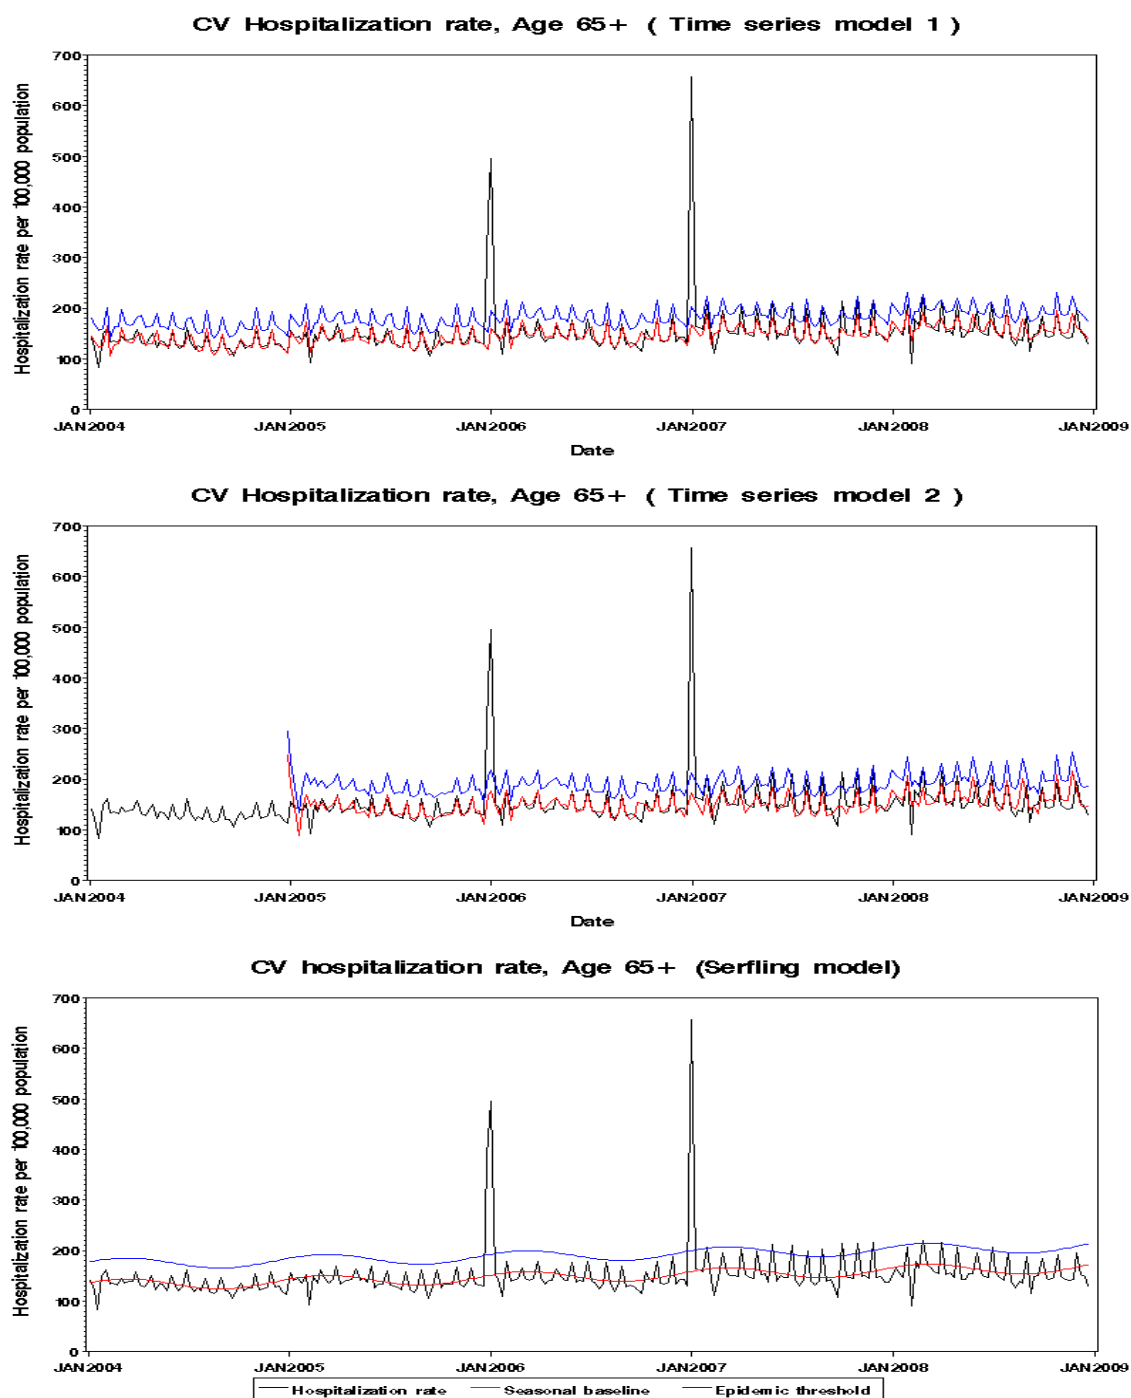 CV Hospitalization rate, Age 65+ ( Time series model 1 )
Hospitalization rate per 100,000 population
700
600
500
400
300
200
100
0
JAN2004 JAN2005 JAN2006 JAN2007 JAN2008 JAN2009
Date
CV Hospitalization rate, Age 65+ ( Time series model 2 )
Hospitalization rate per 100,000 population
700
600
500
400
300
200
100
0
JAN2004 JAN2005 JAN2006 JAN2007 JAN2008 JAN2009
Date
CV hospitalization rate, Age 65+ (Serfling model)
Hospitalization rate per 100,000 population
700
600
500
400
300
200
100
0
JAN2004 JAN2005 JAN2006 JAN2007 JAN2008 JAN2009
Hospitalization rate Seasonal baseline Epidemic threshold